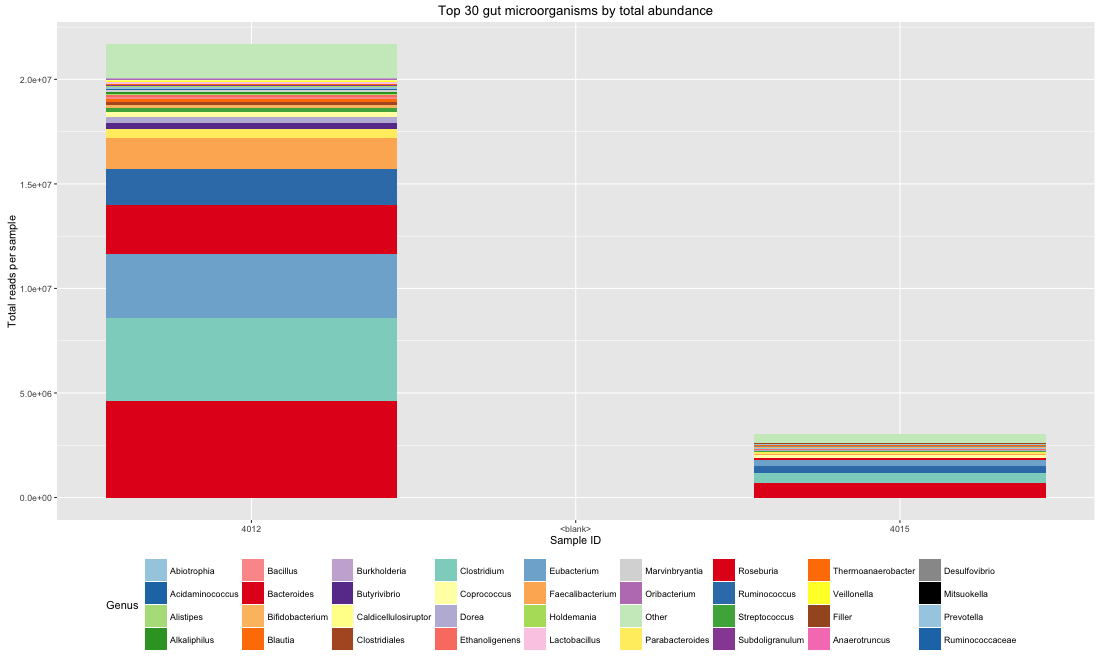 Top 30 gut microorganisms by total abundance
Total reads per sample
2.0e+07
1.5e+07
1.0e+07
5.0e+06
0.0e+00
4012 <blank> 4015
Sample ID
Genus
Abiotrophia Bacillus Burkholderia Clostridium Eubacterium Marvinbryantia Roseburia Thermoanaerobacter Desulfovibrio
Acidaminococcus Bacteroides Butyrivibrio Coprococcus Faecalibacterium Oribacterium Ruminococcus Veillonella Mitsuokella
Alistipes Bifidobacterium Caldicellulosiruptor Dorea Holdemania Other Streptococcus Filler Prevotella
Alkaliphilus Blautia Clostridiales Ethanoligenens Lactobacillus Parabacteroides Subdoligranulum Anaerotruncus Ruminococcaceae